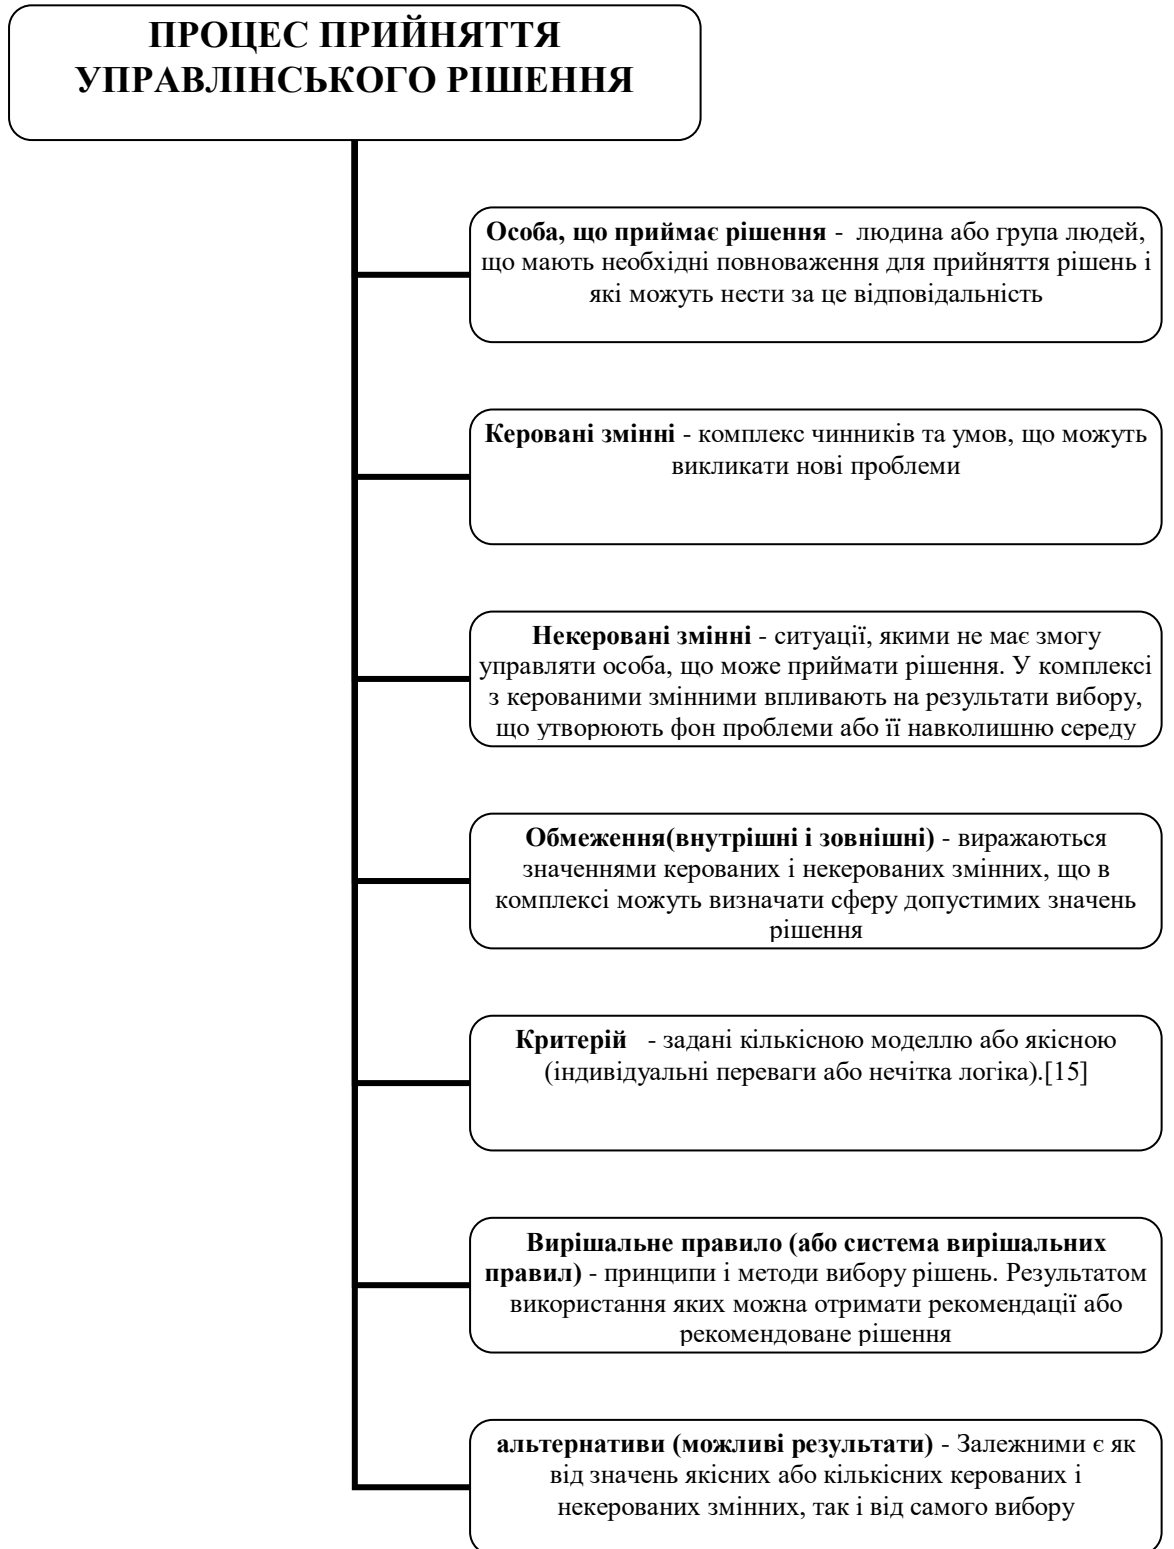 ПРОЦЕС ПРИЙНЯТТЯ
УПРАВЛІНСЬКОГО РІШЕННЯ
Особа, що приймає рішення - людина або група людей,
що мають необхідні повноваження для прийняття рішень і
які можуть нести за це відповідальність
Керовані змінні - комплекс чинників та умов, що можуть
викликати нові проблеми
Некеровані змінні - ситуації, якими не має змогу
управляти особа, що може приймати рішення. У комплексі
з керованими змінними впливають на результати вибору,
що утворюють фон проблеми або її навколишню середу
Обмеження(внутрішні і зовнішні) - виражаються
значеннями керованих і некерованих змінних, що в
комплексі можуть визначати сферу допустимих значень
рішення
Критерій - задані кількісною моделлю або якісною
(індивідуальні переваги або нечітка логіка).[15]
Вирішальне правило (або система вирішальних
правил) - принципи і методи вибору рішень. Результатом
використання яких можна отримати рекомендації або
рекомендоване рішення
альтернативи (можливі результати) - Залежними є як
від значень якісних або кількісних керованих і
некерованих змінних, так і від самого вибору